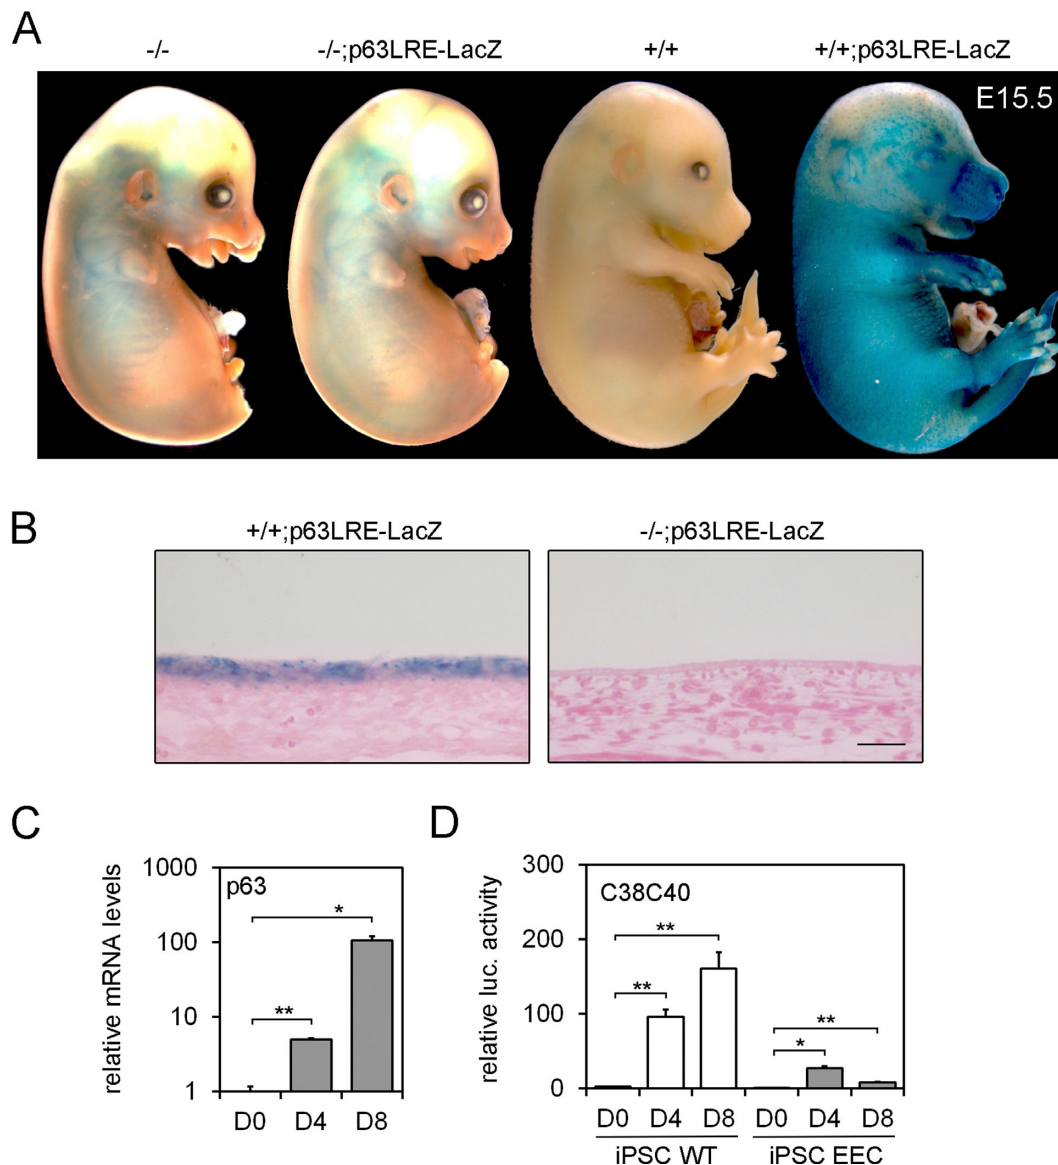 A
-/-
-/-;p63LRE-LacZ
+/+
+/+;p63LRE-LacZ
E15.5
B
+/+;p63LRE-LacZ
-/-;p63LRE-LacZ
C
relative mRNA levels
1000
100
10
1
p63
*
**
D0
D4
D8
D
relative luc. activity
300
200
100
0
C38C40
**
**
**
*
D0
D4
D8
D0
D4
D8
iPSC WT
iPSC EEC